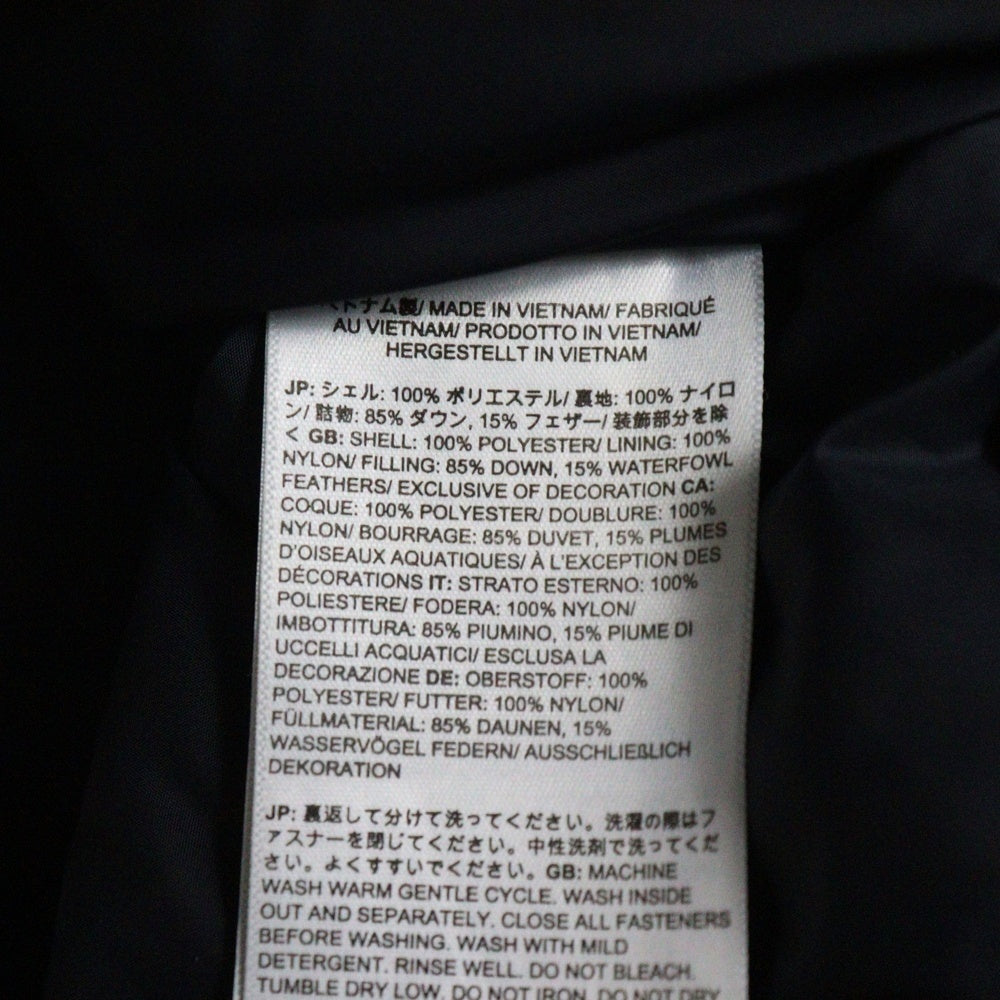 ベトナム製/ MADE IN VIETNAM/ FABRIQUÉ
AU VIETNAM/ PRODOTTO IN VIETNAM/
HERGESTELLT IN VIETNAM
JP: シェル: 100% ポリエステル/ 裏地: 100% ナイロ
ン/ 詰物: 85% ダウン, 15% フェザー/ 装飾部分を除
く GB: SHELL: 100% POLYESTER/ LINING: 100%
NYLON/ FILLING: 85% DOWN, 15% WATERFOWL
FEATHERS/ EXCLUSIVE OF DECORATION CA:
COQUE: 100% POLYESTER/ DOUBLURE: 100%
NYLON/ BOURRAGE: 85% DUVET, 15% PLUMES
D'OISEAUX AQUATIQUES/ À L'EXCEPTION DES
DÉCORATIONS IT: STRATO ESTERNO: 100%
POLIESTERE/ FODERA: 100% NYLON/
IMBOTTITURA: 85% PIUMINO, 15% PIUME DI
UCCELLI ACQUATICI/ ESCLUSA LA
DECORAZIONE DE: OBERSTOFF: 100%
POLYESTER/ FUTTER: 100% NYLON/
FÜLLMATERIAL: 85% DAUNEN, 15%
WASSERVÖGEL FEDERN/ AUSSCHLIEßLICH
DEKORATION
JP: 裏返して分けて洗ってください。洗濯の際はフ
ァスナーを閉じてください。中性洗剤で洗ってくだ
さい。よくすすいでください。GB: MACHINE
WASH WARM GENTLE CYCLE. WASH INSIDE
OUT AND SEPARATELY. CLOSE ALL FASTENERS
BEFORE WASHING. WASH WITH MILD
DETERGENT. RINSE WELL. DO NOT BLEACH.
TUMBLE DRY LOW. DO NOT IRON. DO NOT DRY